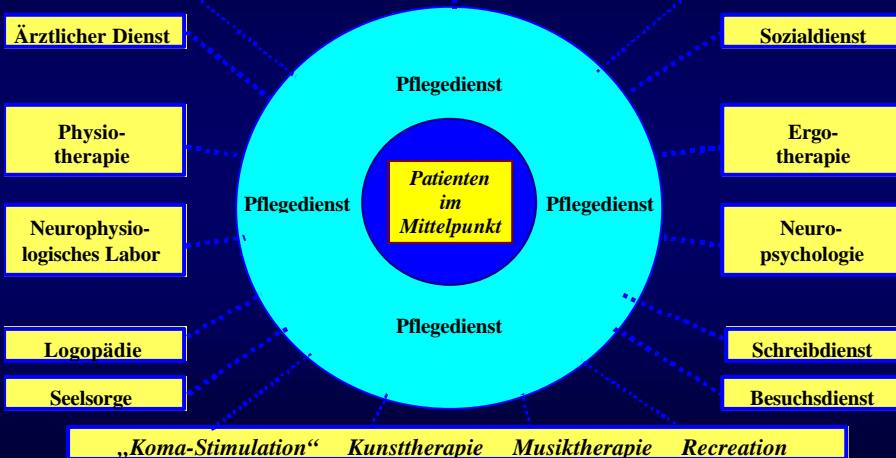 Ärztlicher Dienst
Sozialdienst
Pflegedienst
Physio-
therapie
Ergo-
therapie
Patienten
im
Mittelpunkt
Pflegedienst
Pflegedienst
Neurophysio-
logisches Labor
Neuro-
psychologie
Pflegedienst
Logopädie
Schreibdienst
Seelsorge
Besuchsdienst
„Koma-Stimulation“ Kunsttherapie Musiktherapie Recreation